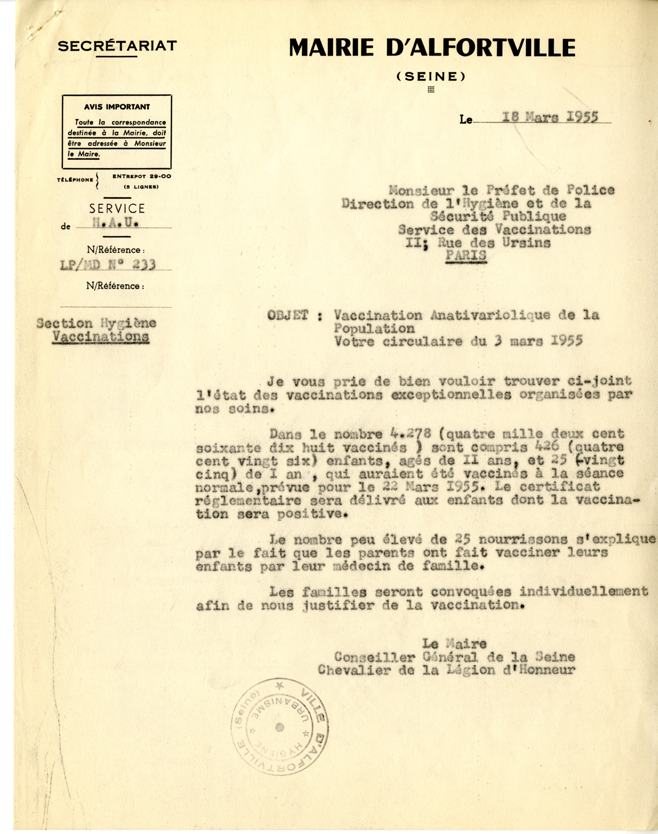 SECRÉTARIAT
MAIRIE D'ALFORTVILLE
(SEINE)
Le 18 Mars 1955
AVIS IMPORTANT
Toute la correspondance
destinée à la Mairie, doit
être adressée à Monsieur
le Maire.
TÉLÉPHONE } ENTREPOT 29-00
(5 LIGNES)
SERVICE
de H.A.U.
N/Référence :
LP/MD N° 233
N/Référence :
Section Hygiène
Vaccinations
Monsieur le Préfet de Police
Direction de l'Hygiène et de la
Sécurité Publique
Service des Vaccinations
II; Rue des Ursins
PARIS
OBJET : Vaccination Anativariolique de la
Population
Votre circulaire du 3 mars 1955
Je vous prie de bien vouloir trouver ci-joint
l'état des vaccinations exceptionnelles organisées par
nos soins.
Dans le nombre 4.278 (quatre mille deux cent
soixante dix huit vaccinés ) sont compris 426 (quatre
cent vingt six) enfants, agés de II ans, et 25 (vingt
cinq) de I an , qui auraient été vaccinés à la séance
normale,prévue pour le 22 Mars 1955. Le certificat
réglementaire sera délivré aux enfants dont la vaccina-
tion sera positive.
Le nombre peu élevé de 25 nourrissons s'explique
par le fait que les parents ont fait vacciner leurs
enfants par leur médecin de famille.
Les familles seront convoquées individuellement
afin de nous justifier de la vaccination.
Le Maire
Conseiller Général de la Seine
Chevalier de la Légion d'Honneur
VILLE D'ALFORTVILLE (Seine)
HYGIÈNE URBANISME